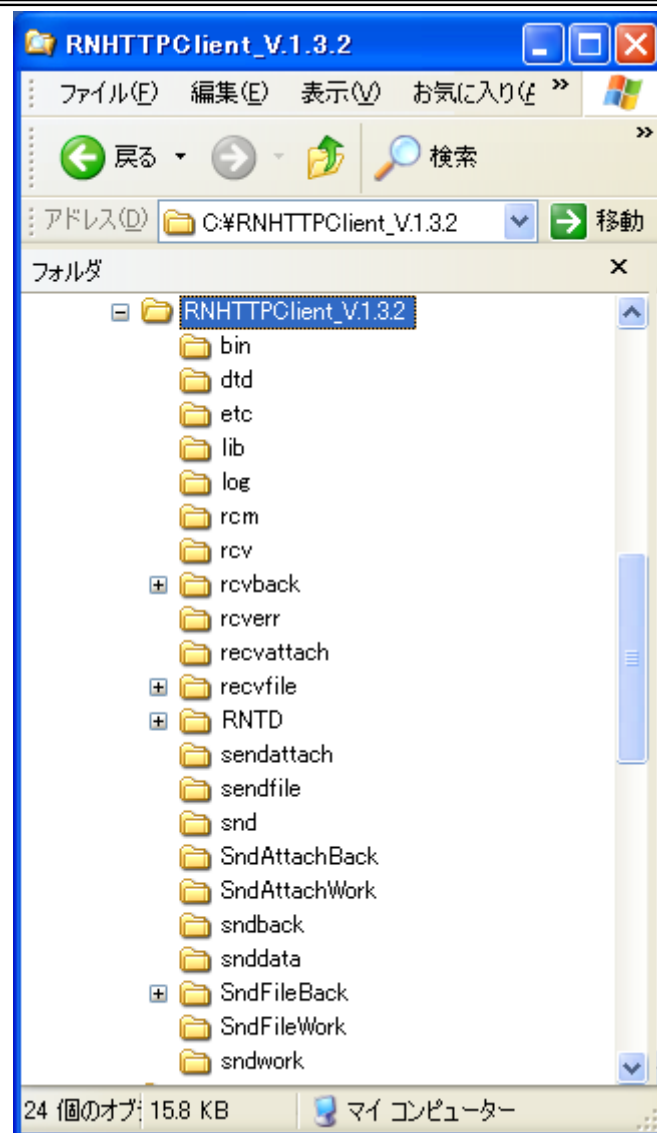 RNHTTPClient_V.1.3.2
ファイル(F) 編集(E) 表示(V) お気に入り(A »
戻る 検索 »
アドレス(D) C:¥RNHTTPClient_V.1.3.2 移動
フォルダ ×
RNHTTPClient_V.1.3.2
bin
dtd
etc
lib
log
rcm
rcv
rcvback
rcverr
recvattach
recvfile
RNTD
sendattach
sendfile
snd
SndAttachBack
SndAttachWork
sndback
snddata
SndFileBack
SndFileWork
sndwork
24 個のオブ 15.8 KB マイ コンピューター